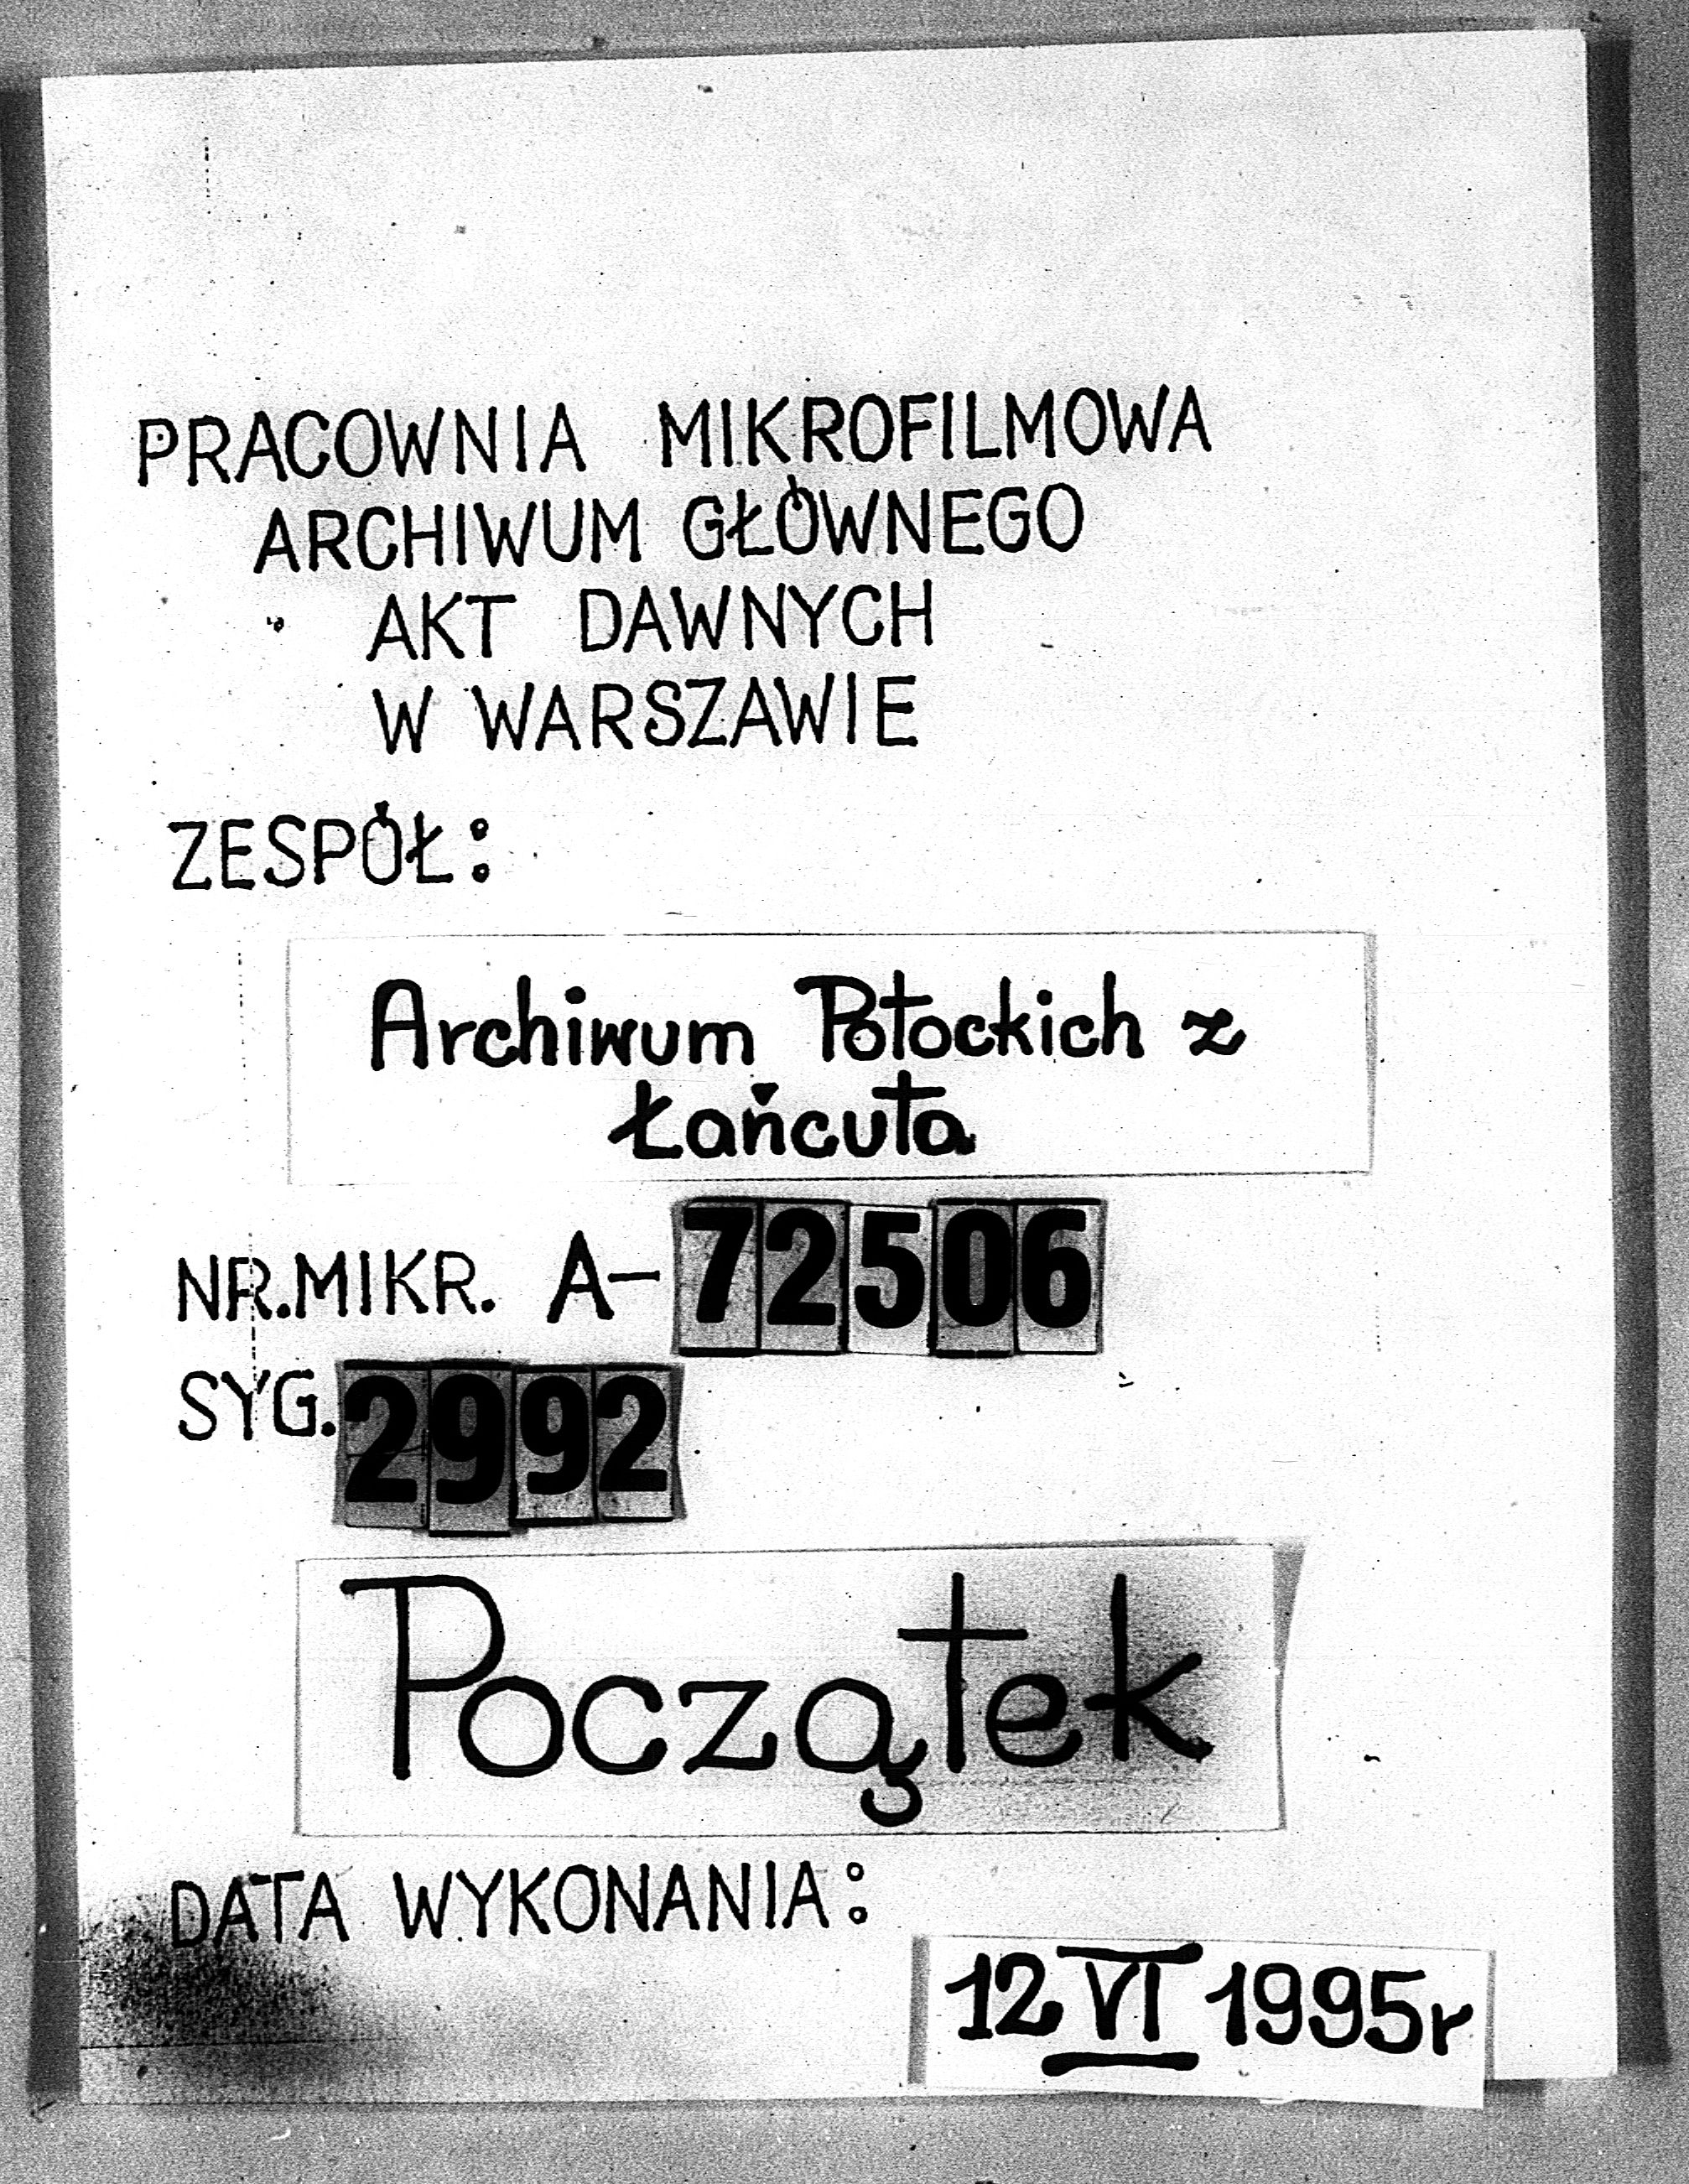 PRACOWNIA MIKROFILMOWA
ARCHIWUM GŁÓWNEGO
AKT DAWNYCH
W WARSZAWIE
ZESPÓŁ:
Archiwum Potockich z
Łańcuta
NR.MIKR. A-72506
SYG. 2992
Początek
DATA WYKONANIA:
12 VI 1995r